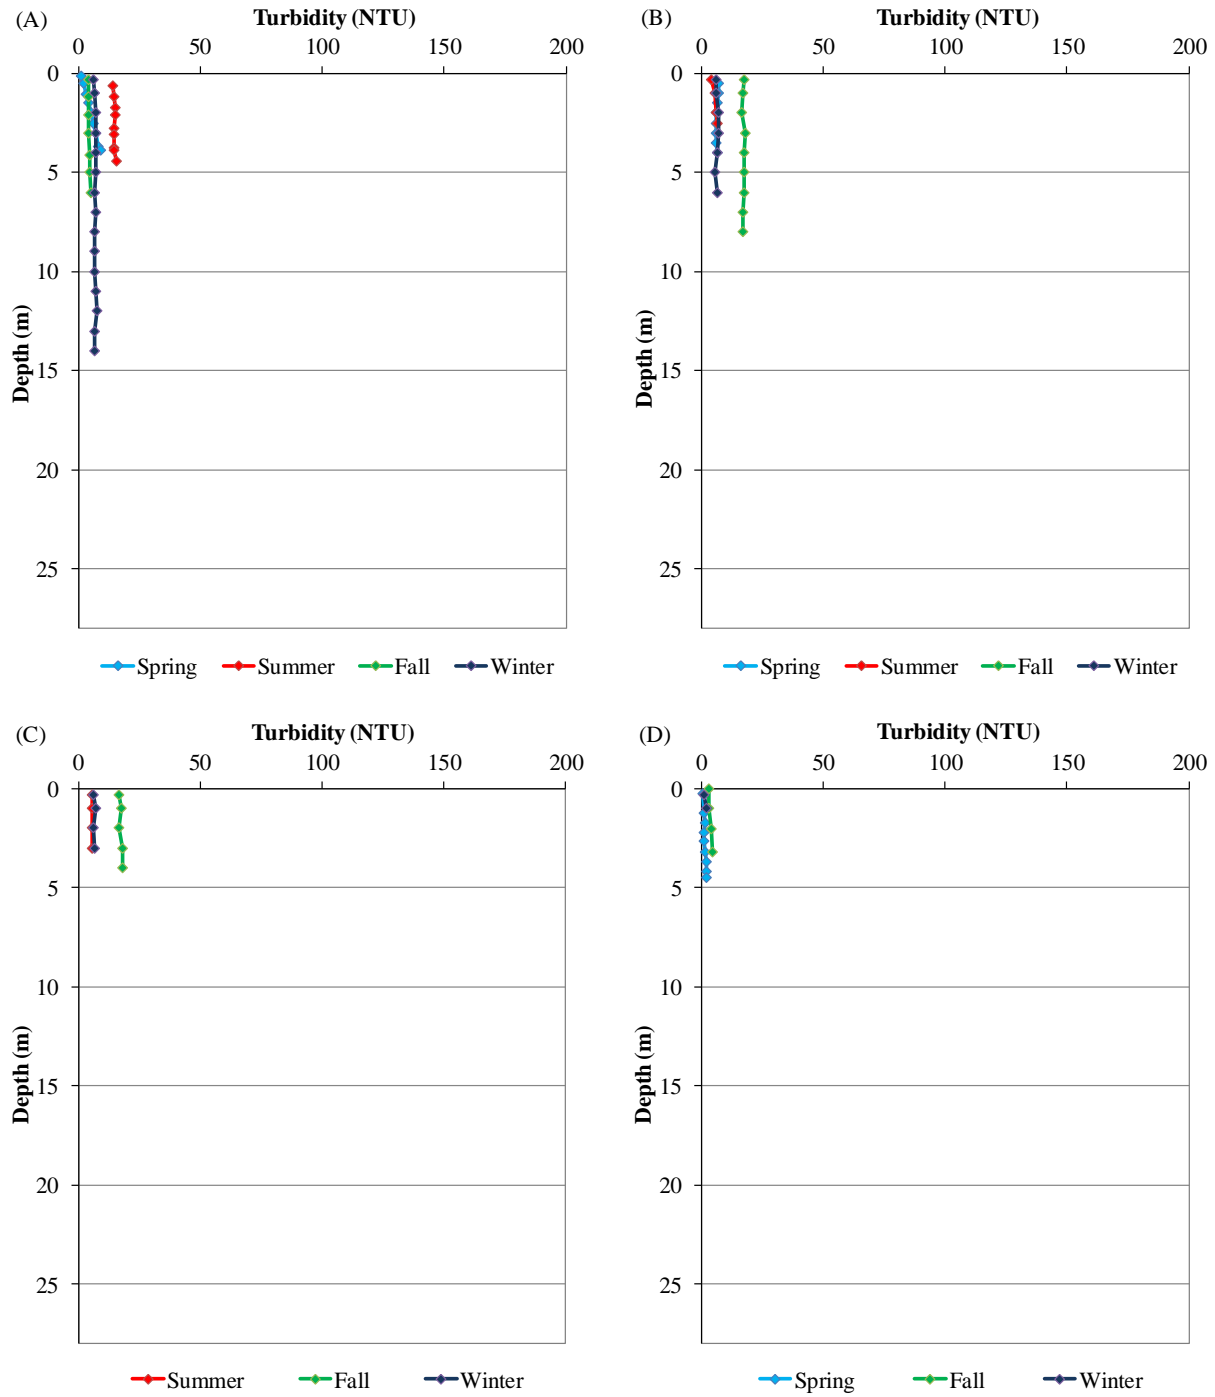 (A)
Turbidity (NTU)
0 50 100 150 200
0
5
10
15
20
25
Depth (m)
Spring Summer Fall Winter
(B)
Turbidity (NTU)
0 50 100 150 200
0
5
10
15
20
25
Depth (m)
Spring Summer Fall Winter
(C)
Turbidity (NTU)
0 50 100 150 200
0
5
10
15
20
25
Depth (m)
Summer Fall Winter
(D)
Turbidity (NTU)
0 50 100 150 200
0
5
10
15
20
25
Depth (m)
Spring Fall Winter